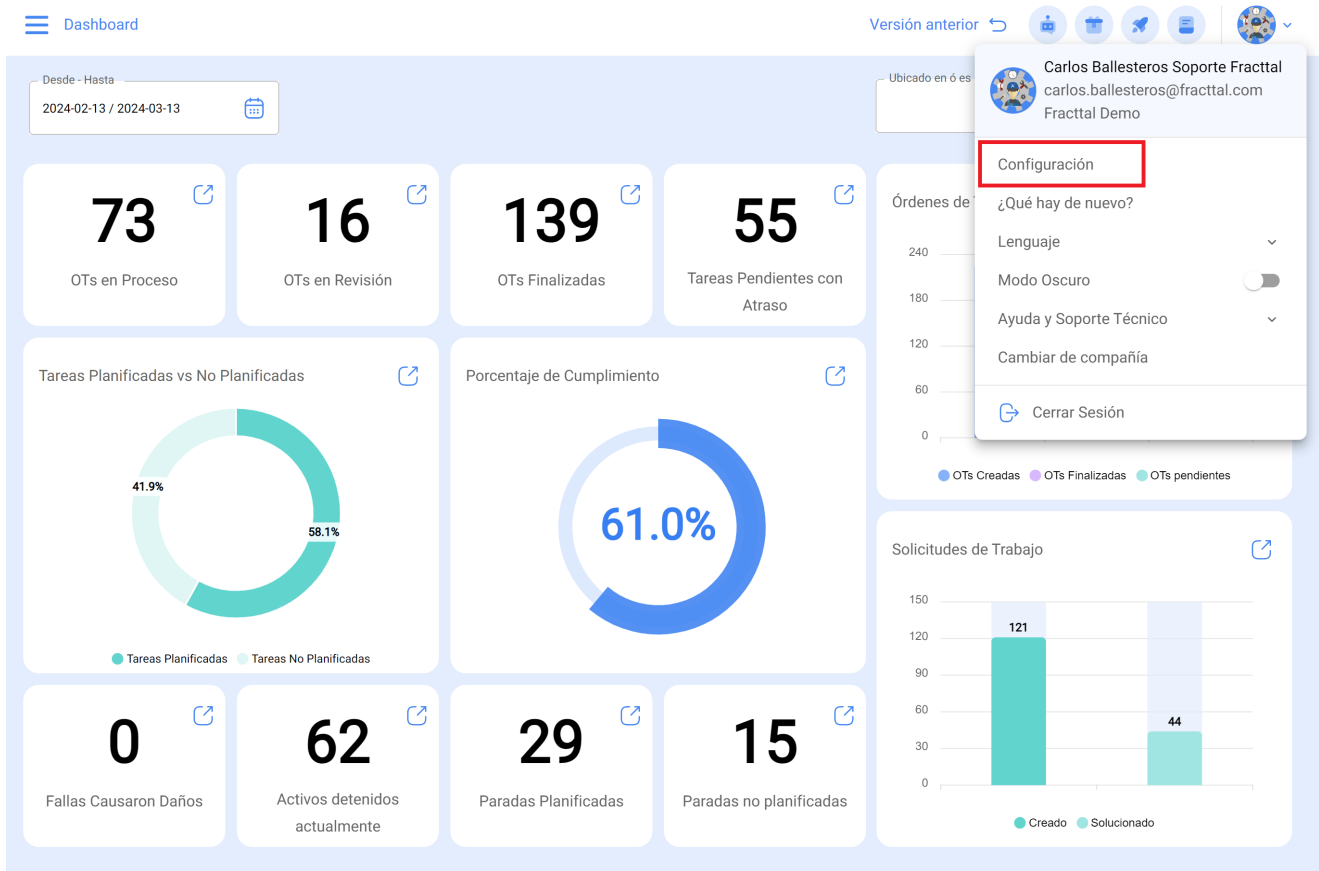 Dashboard
Versión anterior
Desde - Hasta
2024-02-13 / 2024-03-13
Ubicado en ó es
Carlos Ballesteros Soporte Fracttal
carlos.ballesteros@fracttal.com
Fracttal Demo
Configuración
¿Qué hay de nuevo?
Lenguaje
Modo Oscuro
Ayuda y Soporte Técnico
Cambiar de compañía
Cerrar Sesión
73
OTs en Proceso
16
OTs en Revisión
139
OTs Finalizadas
55
Tareas Pendientes con
Atraso
Órdenes de
240
180
120
60
0
OTs Creadas
OTs Finalizadas
OTs pendientes
Tareas Planificadas vs No Planificadas
41.9%
58.1%
Tareas Planificadas
Tareas No Planificadas
Porcentaje de Cumplimiento
61.0%
Solicitudes de Trabajo
150
120
90
60
30
0
121
44
Creado
Solucionado
0
Fallas Causaron Daños
62
Activos detenidos
actualmente
29
Paradas Planificadas
15
Paradas no planificadas